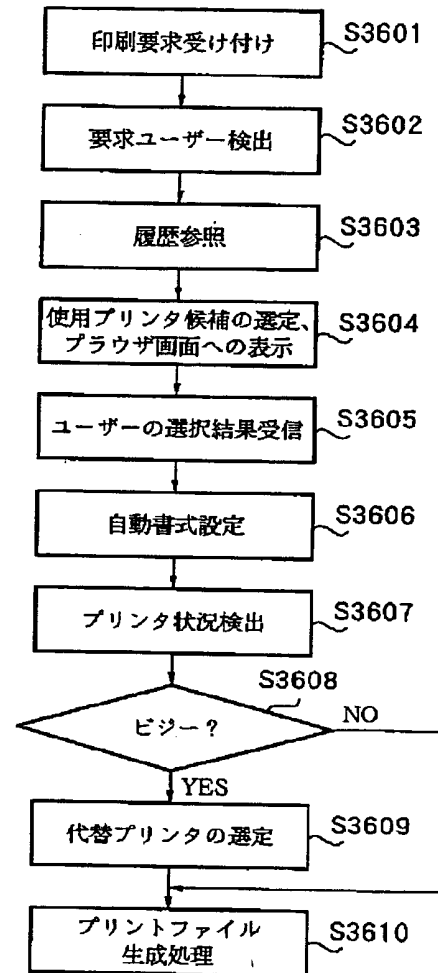 印刷要求受け付け
S3601
要求ユーザー検出
S3602
履歴参照
S3603
使用プリンタ候補の選定、
プラウザ画面への表示
S3604
ユーザーの選択結果受信
S3605
自動書式設定
S3606
プリンタ状況検出
S3607
S3608
ビジー?
NO
YES
代替プリンタの選定
S3609
プリントファイル
生成処理
S3610